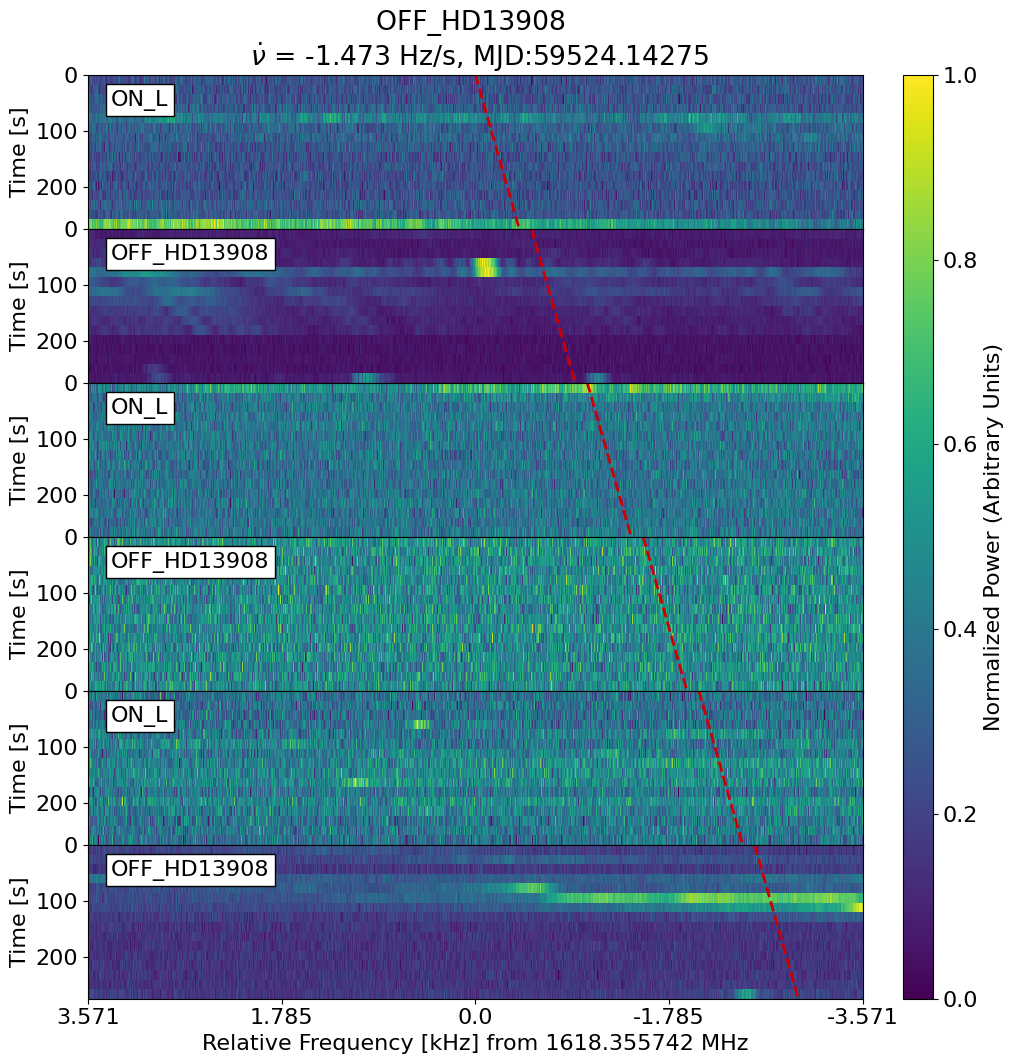 OFF_HD13908
ν̇ = -1.473 Hz/s, MJD:59524.14275
ON_L
OFF_HD13908
ON_L
OFF_HD13908
ON_L
OFF_HD13908
Time [s]
0
100
200
Time [s]
0
100
200
Time [s]
0
100
200
Time [s]
0
100
200
Time [s]
0
100
200
Time [s]
0
100
200
3.571
1.785
0.0
-1.785
-3.571
Relative Frequency [kHz] from 1618.355742 MHz
1.0
0.8
0.6
0.4
0.2
0.0
Normalized Power (Arbitrary Units)